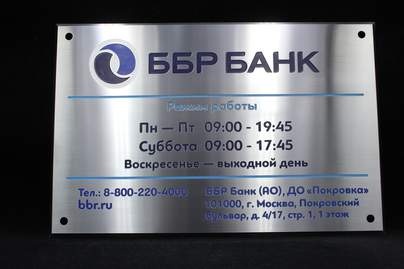 ББР БАНК
Режим работы
Пн — Пт 09:00 - 19:45
Суббота 09:00 - 17:45
Воскресенье — выходной день
Тел.: 8-800-220-4000
bbr.ru
ББР Банк (АО), ДО «Покровка»
101000, г. Москва, Покровский
бульвар, д. 4/17, стр. 1, 1 этаж